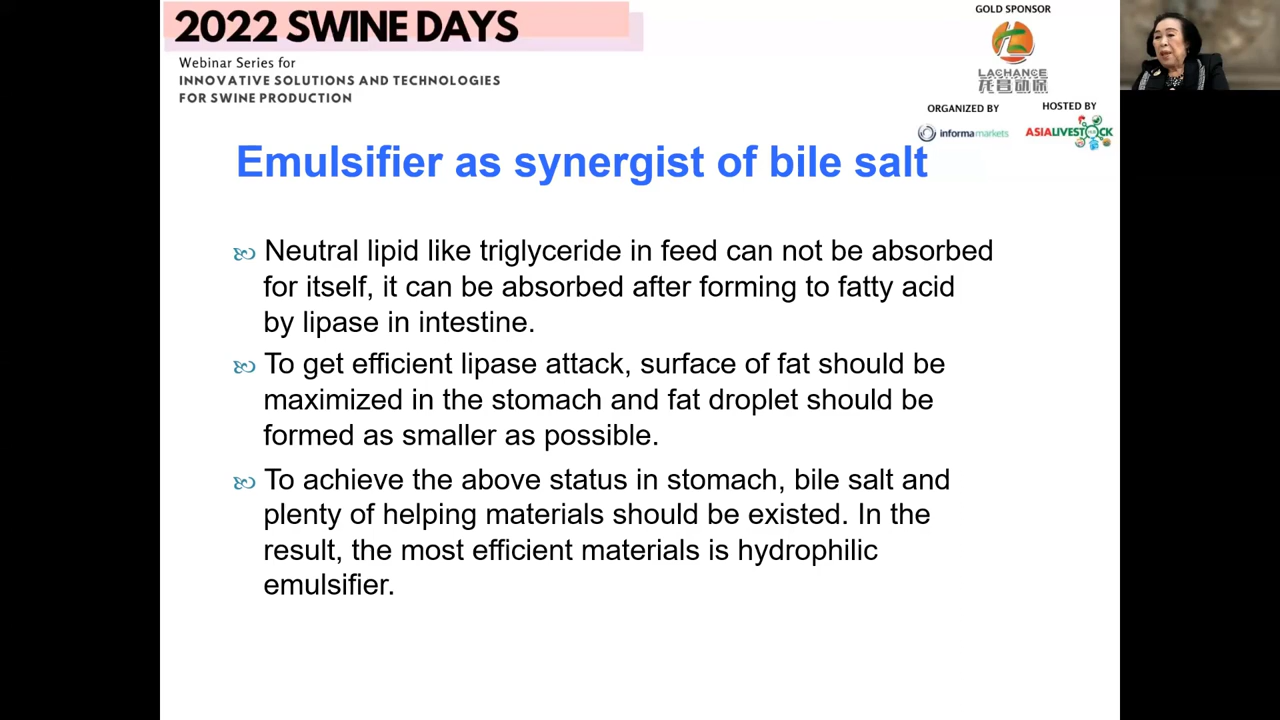 2022 SWINE DAYS
Webinar Series for
INNOVATIVE SOLUTIONS AND TECHNOLOGIES
FOR SWINE PRODUCTION
GOLD SPONSOR
LACHANCE
ORGANIZED BY
informa markets
HOSTED BY
ASIALIVESTOCK
Emulsifier as synergist of bile salt
Neutral lipid like triglyceride in feed can not be absorbed
for itself, it can be absorbed after forming to fatty acid
by lipase in intestine.
To get efficient lipase attack, surface of fat should be
maximized in the stomach and fat droplet should be
formed as smaller as possible.
To achieve the above status in stomach, bile salt and
plenty of helping materials should be existed. In the
result, the most efficient materials is hydrophilic
emulsifier.